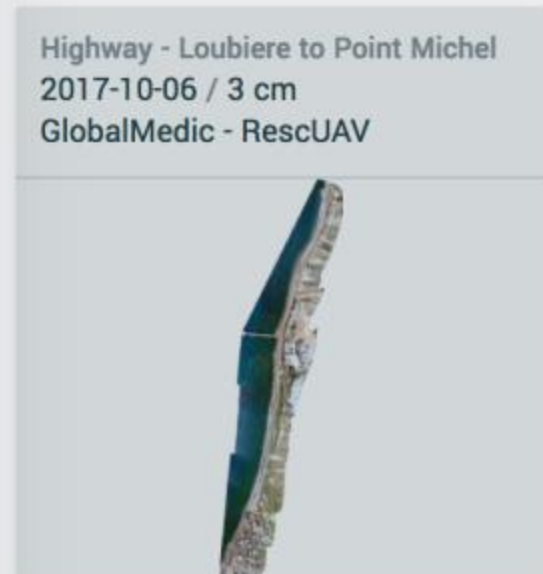 Highway - Loubiere to Point Michel
2017-10-06 / 3 cm
GlobalMedic - RescUAV